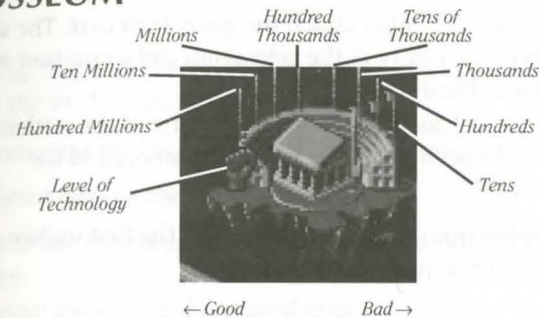 OSSEUM
Hundred
Thousands
Tens of
Thousands
Millions
Ten Millions
Thousands
Hundred Millions
Hundreds
Level of
Technology
Tens
← Good
Bad →